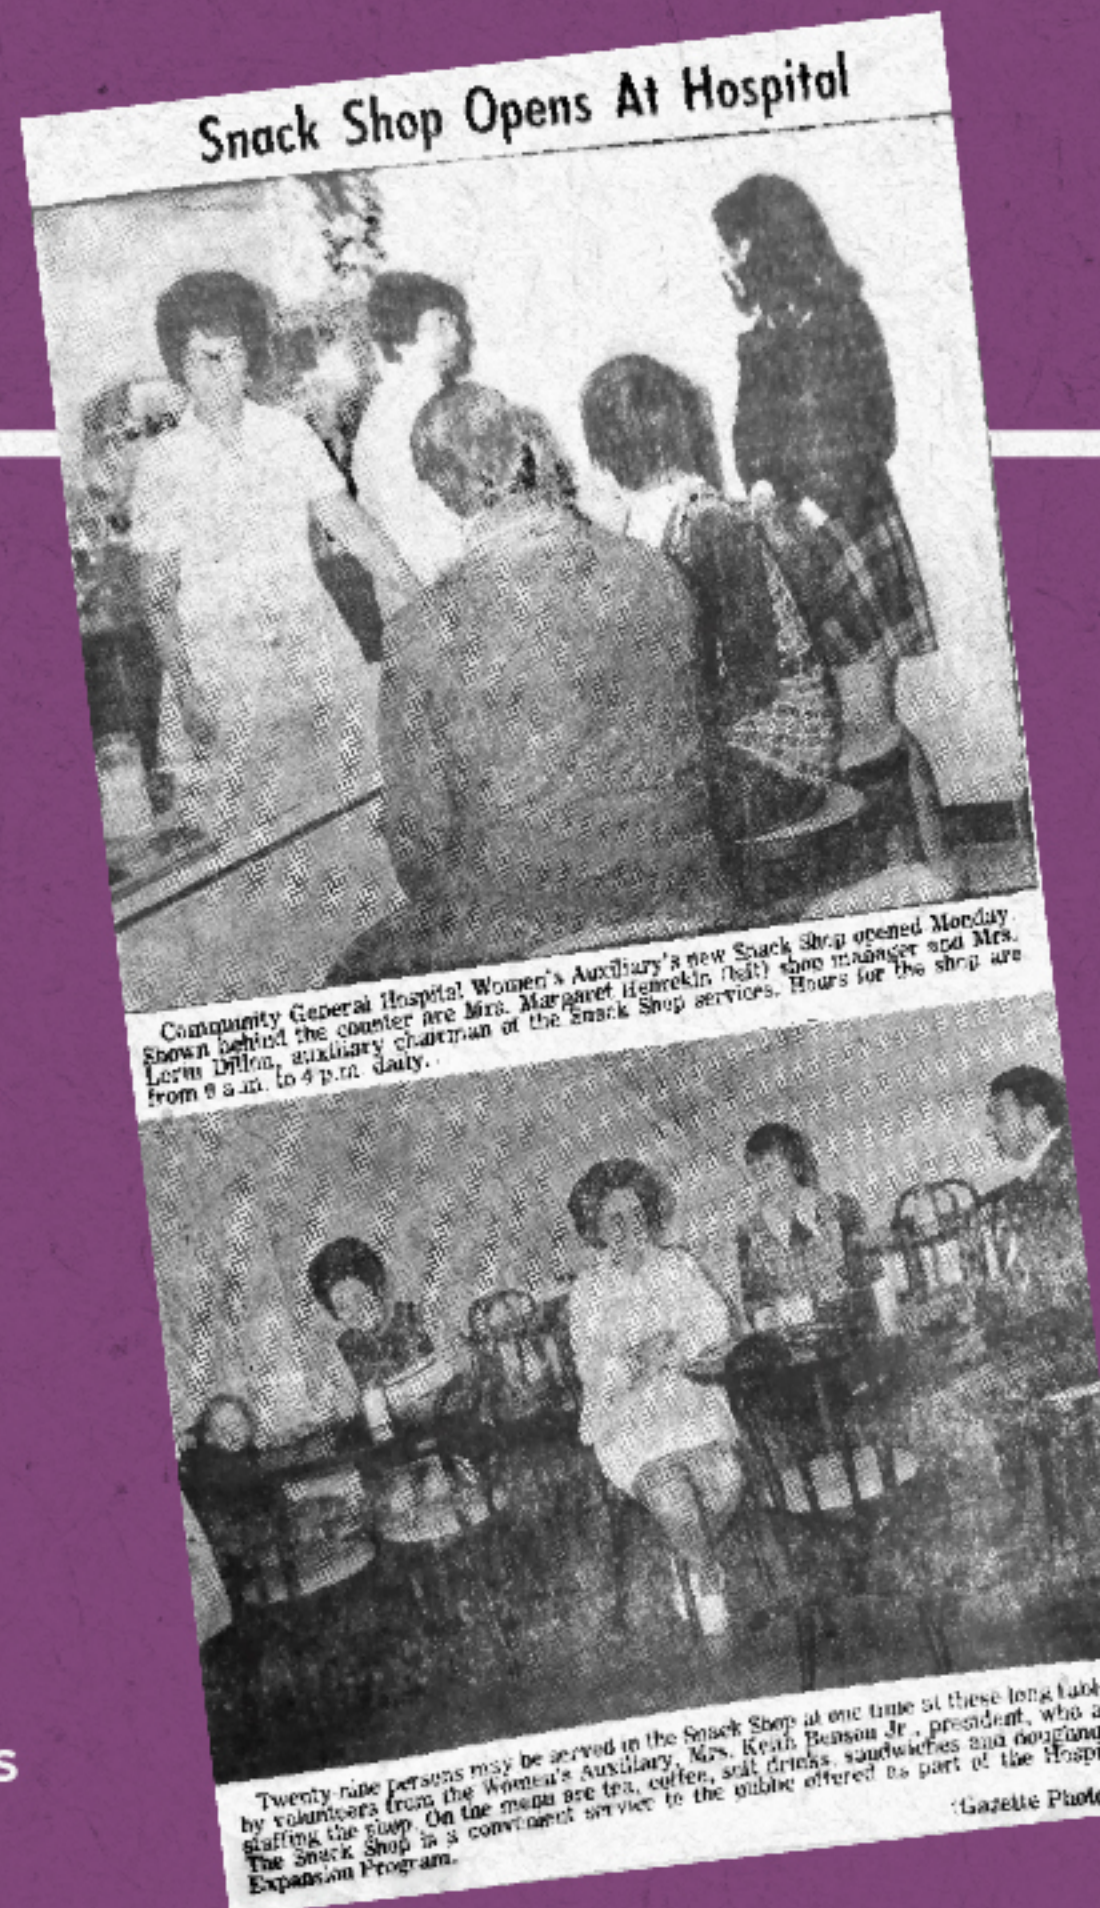 Snack Shop Opens At Hospital
Community General Hospital Women's Auxiliary's new Snack Shop opened Monday.
Shown behind the counter are Mrs. Margaret (left) shop manager and Mrs.
Dillon, auxiliary chairman of the Snack Shop services. Hours for the shop are
from a.m. to 4 p.m. daily.
s
Twenty-nine persons may be served in the Snack Shop at one time at these long
by volunteers from the Women's Auxiliary, Mrs. Keith Benson Jr., president, who
staffing the shop. On the menu are tea, coffee, soft drinks, sandwiches and
The Snack Shop is a convenient service to the public offered as part of the
Expansion Program.
(Gazette